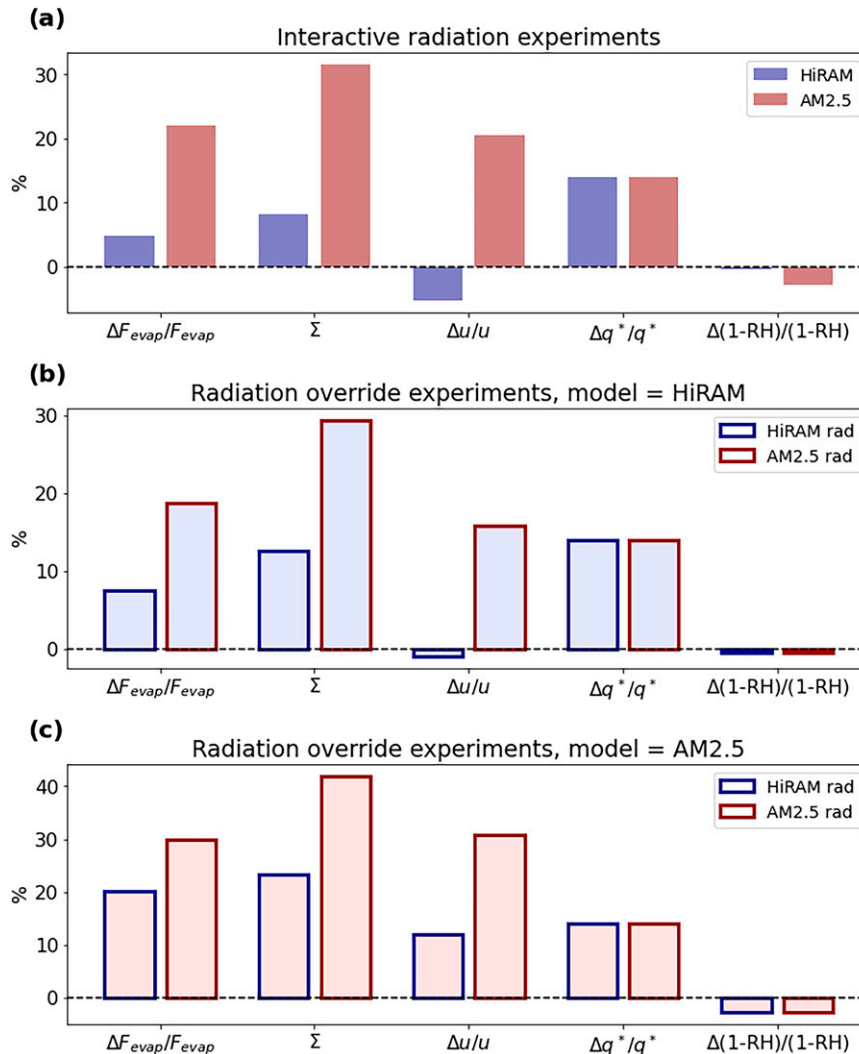 (a)
Interactive radiation experiments
30
20
10
0
%
HiRAM
AM2.5
ΔF_evap/F_evap
Σ
Δu/u
Δq*/q*
Δ(1-RH)/(1-RH)
(b)
Radiation override experiments, model = HiRAM
30
20
10
0
%
HiRAM rad
AM2.5 rad
ΔF_evap/F_evap
Σ
Δu/u
Δq*/q*
Δ(1-RH)/(1-RH)
(c)
Radiation override experiments, model = AM2.5
40
30
20
10
0
%
HiRAM rad
AM2.5 rad
ΔF_evap/F_evap
Σ
Δu/u
Δq*/q*
Δ(1-RH)/(1-RH)